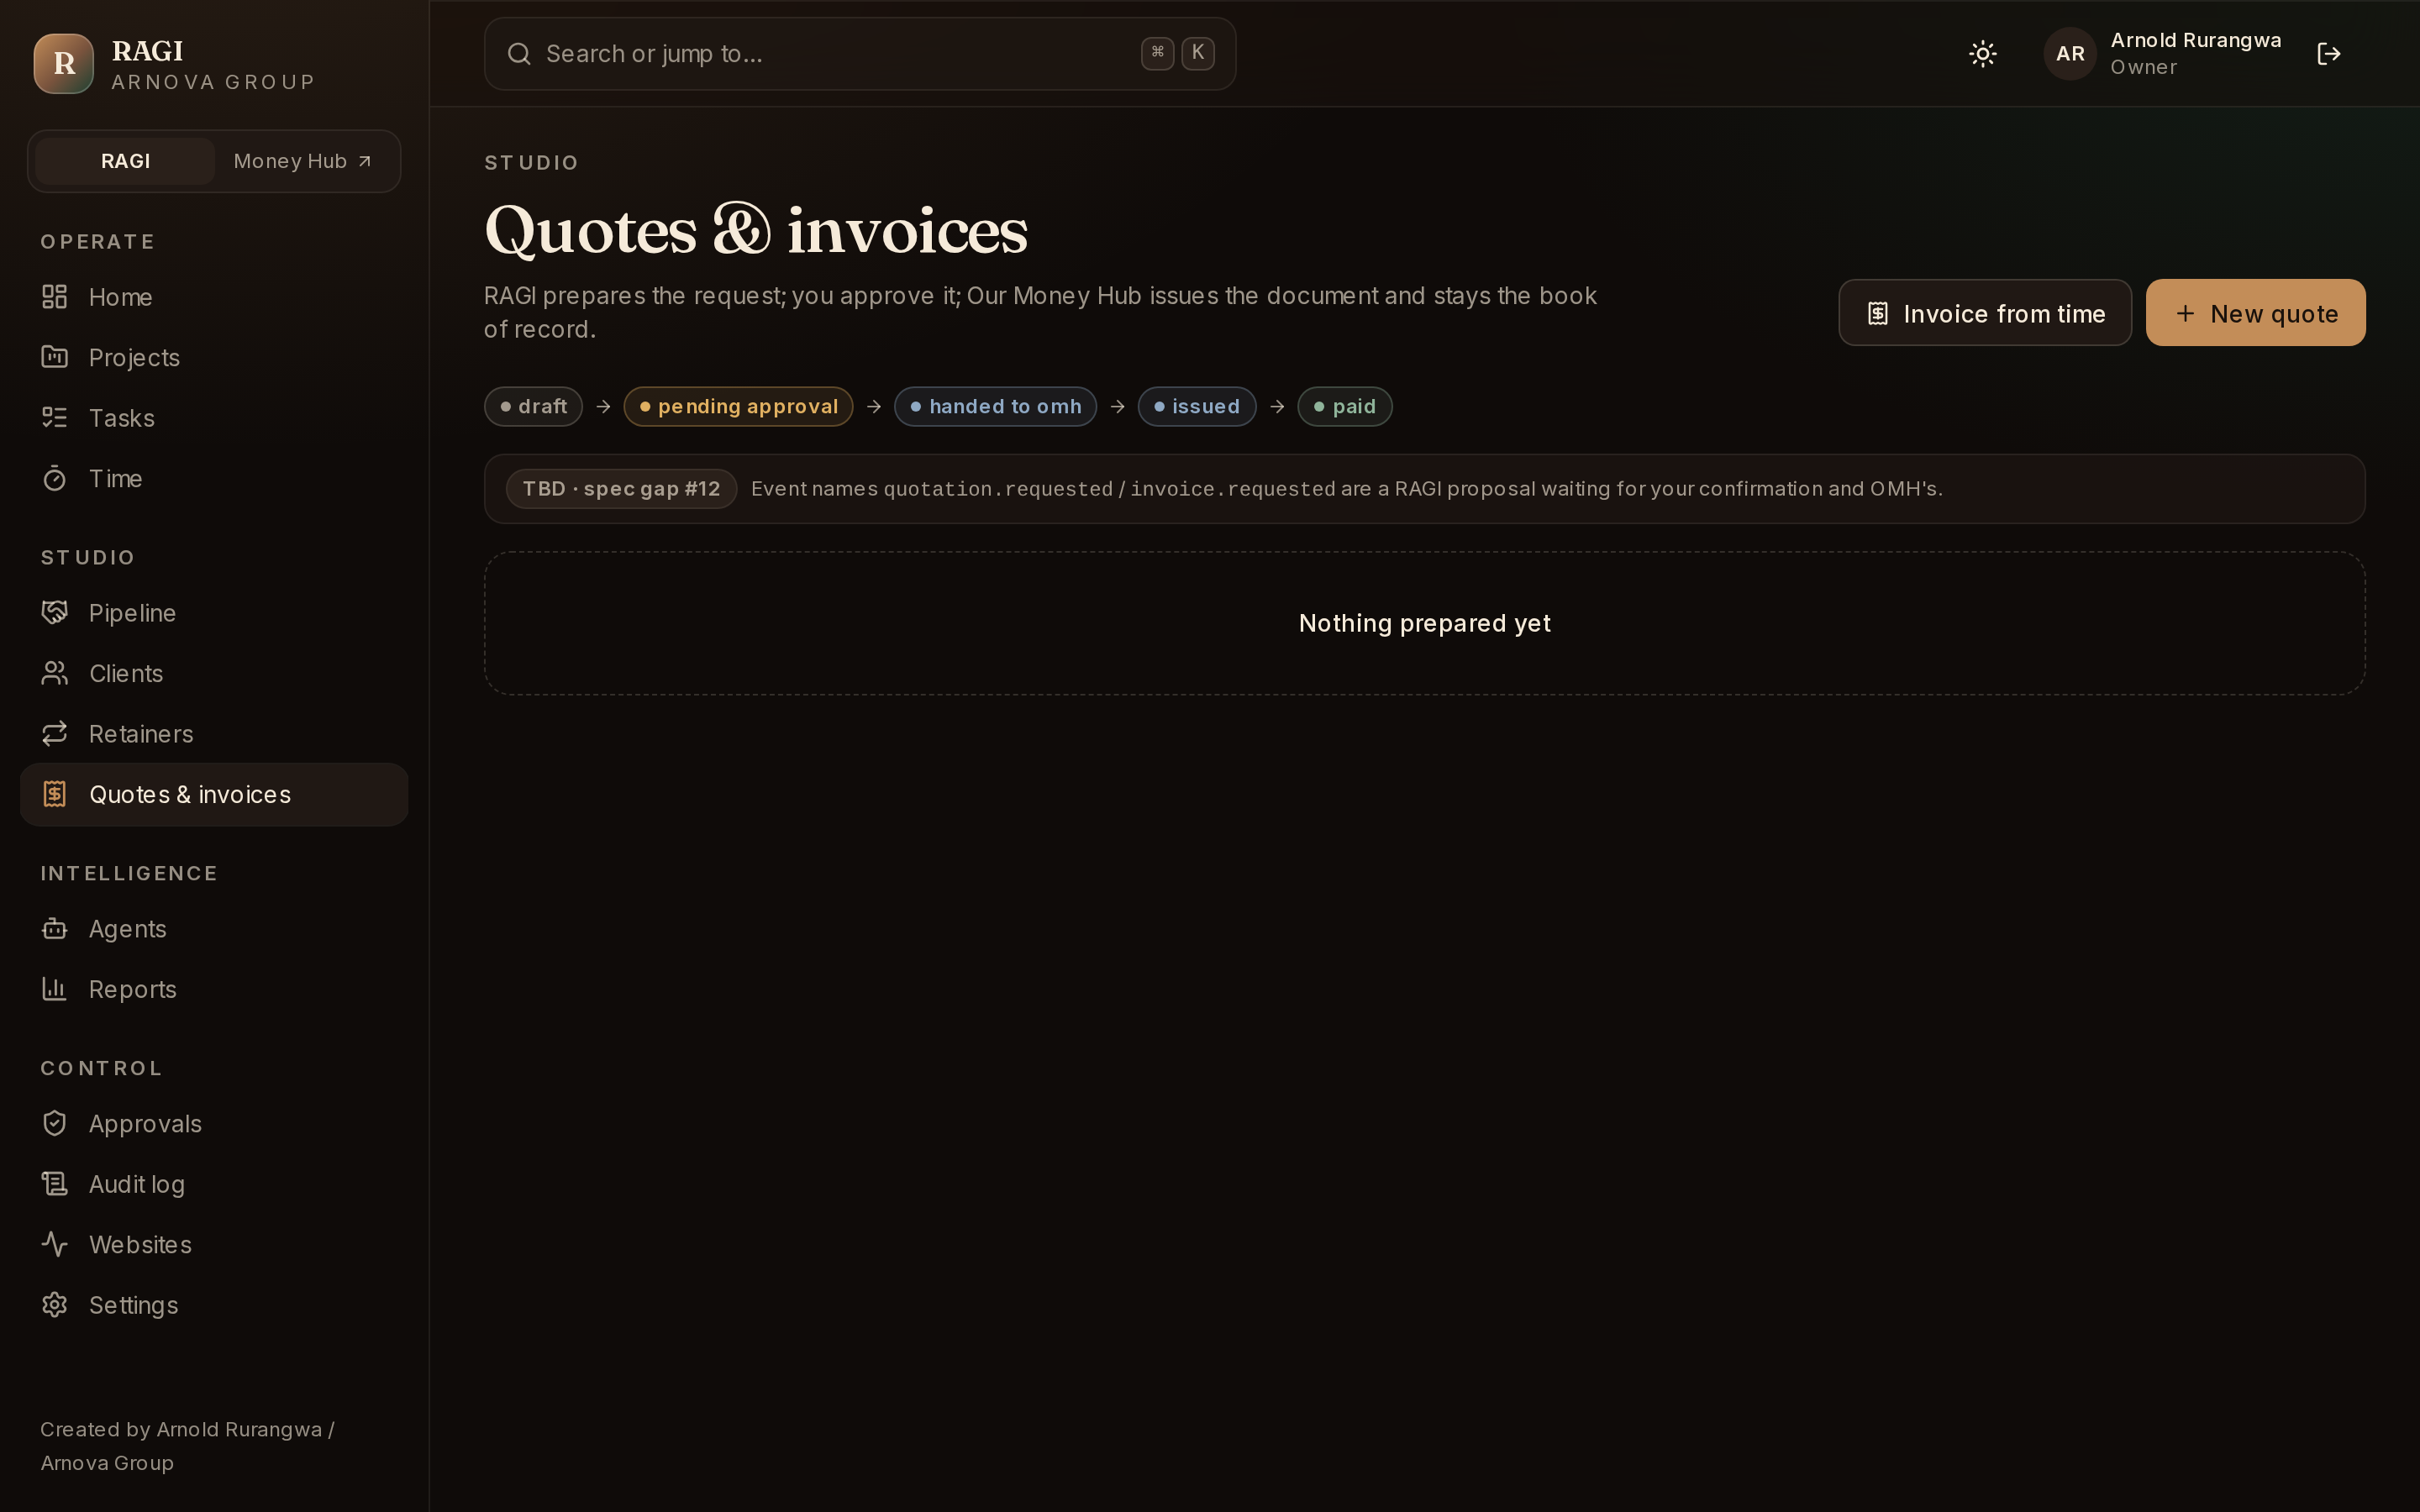 R
RAGI
ARNOVA GROUP
RAGI
Money Hub
OPERATE
Home
Projects
Tasks
Time
STUDIO
Pipeline
Clients
Retainers
Quotes & invoices
INTELLIGENCE
Agents
Reports
CONTROL
Approvals
Audit log
Websites
Settings
Created by Arnold Rurangwa /
Arnova Group
Search or jump to...
⌘ K
AR
Arnold Rurangwa
Owner
STUDIO
Quotes & invoices
RAGI prepares the request; you approve it; Our Money Hub issues the document and stays the book
of record.
Invoice from time
+ New quote
draft → pending approval → handed to omh → issued → paid
TBD · spec gap #12 Event names quotation.requested / invoice.requested are a RAGI proposal waiting for your confirmation and OMH's.
Nothing prepared yet